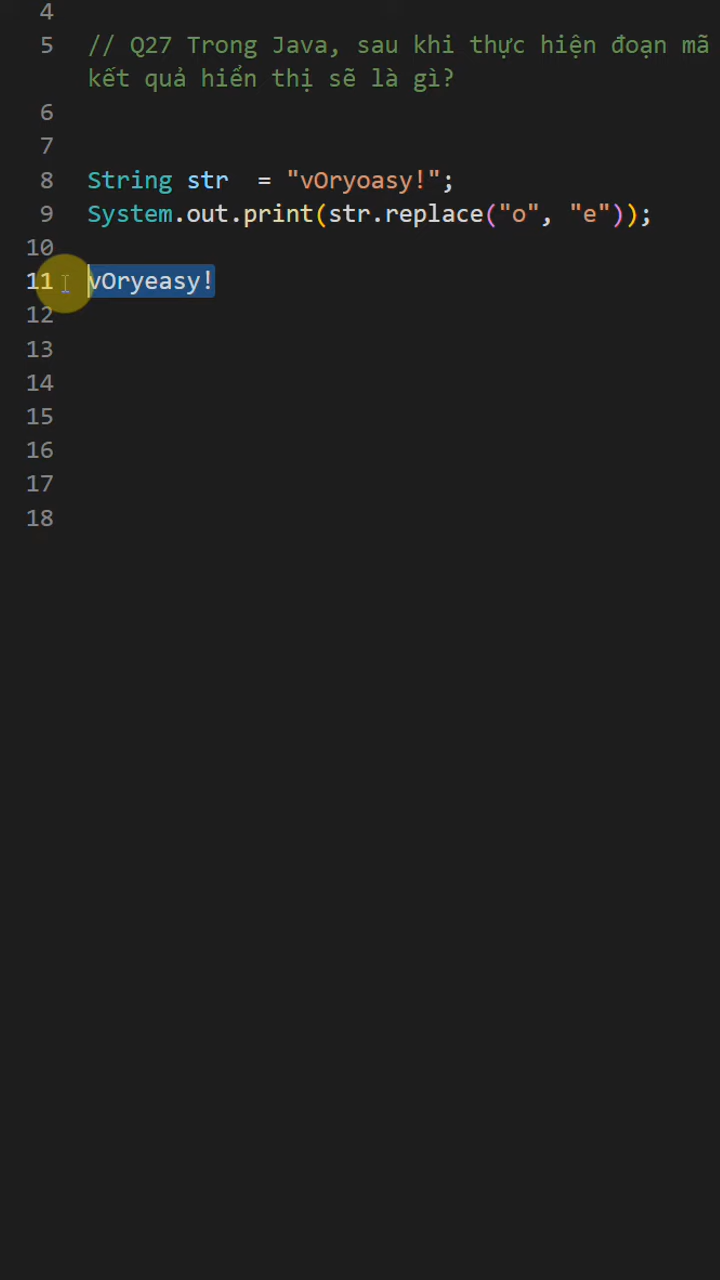 4
5 // Q27 Trong Java, sau khi thực hiện đoạn mã
kết quả hiển thị sẽ là gì?
6
7
8 String str  = "vOryoasy!";
9 System.out.print(str.replace("o", "e"));
10
11 vOryeasy!
12
13
14
15
16
17
18